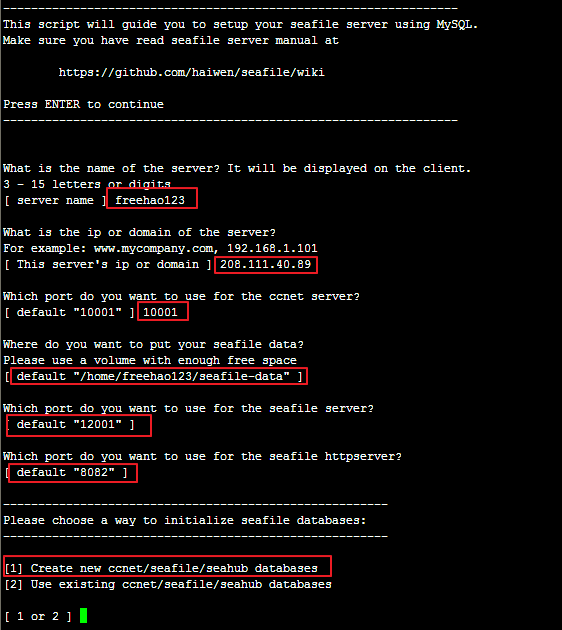 -----------------------------------------------------------------
This script will guide you to setup your seafile server using MySQL.
Make sure you have read seafile server manual at
https://github.com/haiwen/seafile/wiki
Press ENTER to continue
-----------------------------------------------------------------
What is the name of the server? It will be displayed on the client.
3 - 15 letters or digits
[ server name ] freehao123
What is the ip or domain of the server?
For example: www.mycompany.com, 192.168.1.101
[ This server's ip or domain ] 208.111.40.89
Which port do you want to use for the ccnet server?
[ default "10001" ] 10001
Where do you want to put your seafile data?
Please use a volume with enough free space
[ default "/home/freehao123/seafile-data" ]
Which port do you want to use for the seafile server?
[ default "12001" ]
Which port do you want to use for the seafile httpserver?
[ default "8082" ]
-------------------------------------------------------
Please choose a way to initialize seafile databases:
-------------------------------------------------------
[1] Create new ccnet/seafile/seahub databases
[2] Use existing ccnet/seafile/seahub databases
[ 1 or 2 ]